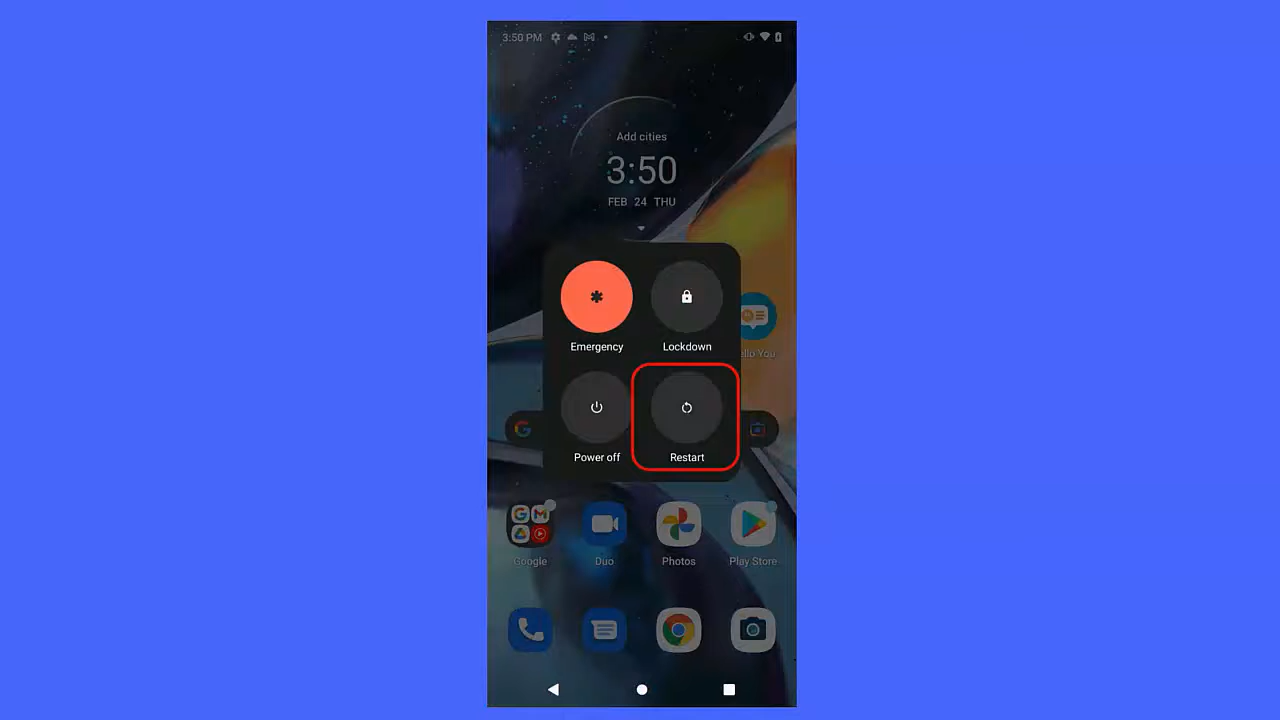 3:50 PM
Add cities
3:50
FEB 24 THU
Emergency
Lockdown
ello You
Power off
Restart
Google
Duo
Photos
Play Store